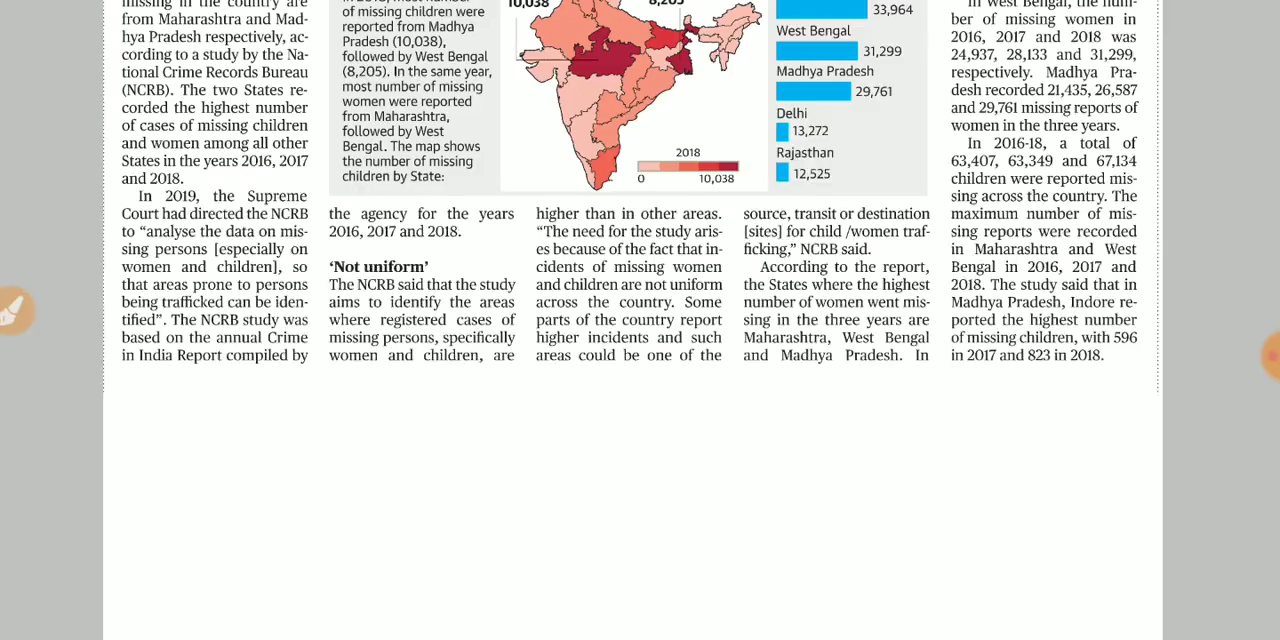 missing in the country are
from Maharashtra and Mad-
hya Pradesh respectively, ac-
cording to a study by the Na-
tional Crime Records Bureau
(NCRB). The two States re-
corded the highest number
of cases of missing children
and women among all other
States in the years 2016, 2017
and 2018.
In 2019, the Supreme
Court had directed the NCRB
to “analyse the data on mis-
sing persons [especially on
women and children], so
that areas prone to persons
being trafficked can be iden-
tified”. The NCRB study was
based on the annual Crime
in India Report compiled by
of missing children were
reported from Madhya
Pradesh (10,038),
followed by West Bengal
(8,205). In the same year,
most number of missing
women were reported
from Maharashtra,
followed by West
Bengal. The map shows
the number of missing
children by State:
10,038
8,205
2018
0 10,038
33,964
West Bengal
31,299
Madhya Pradesh
29,761
Delhi
13,272
Rajasthan
12,525
the agency for the years
2016, 2017 and 2018.
‘Not uniform’
The NCRB said that the study
aims to identify the areas
where registered cases of
missing persons, specifically
women and children, are
higher than in other areas.
“The need for the study aris-
es because of the fact that in-
cidents of missing women
and children are not uniform
across the country. Some
parts of the country report
higher incidents and such
areas could be one of the
source, transit or destination
[sites] for child /women traf-
ficking,” NCRB said.
According to the report,
the States where the highest
number of women went mis-
sing in the three years are
Maharashtra, West Bengal
and Madhya Pradesh. In
In West Bengal, the num-
ber of missing women in
2016, 2017 and 2018 was
24,937, 28,133 and 31,299,
respectively. Madhya Pra-
desh recorded 21,435, 26,587
and 29,761 missing reports of
women in the three years.
In 2016-18, a total of
63,407, 63,349 and 67,134
children were reported mis-
sing across the country. The
maximum number of mis-
sing reports were recorded
in Maharashtra and West
Bengal in 2016, 2017 and
2018. The study said that in
Madhya Pradesh, Indore re-
ported the highest number
of missing children, with 596
in 2017 and 823 in 2018.